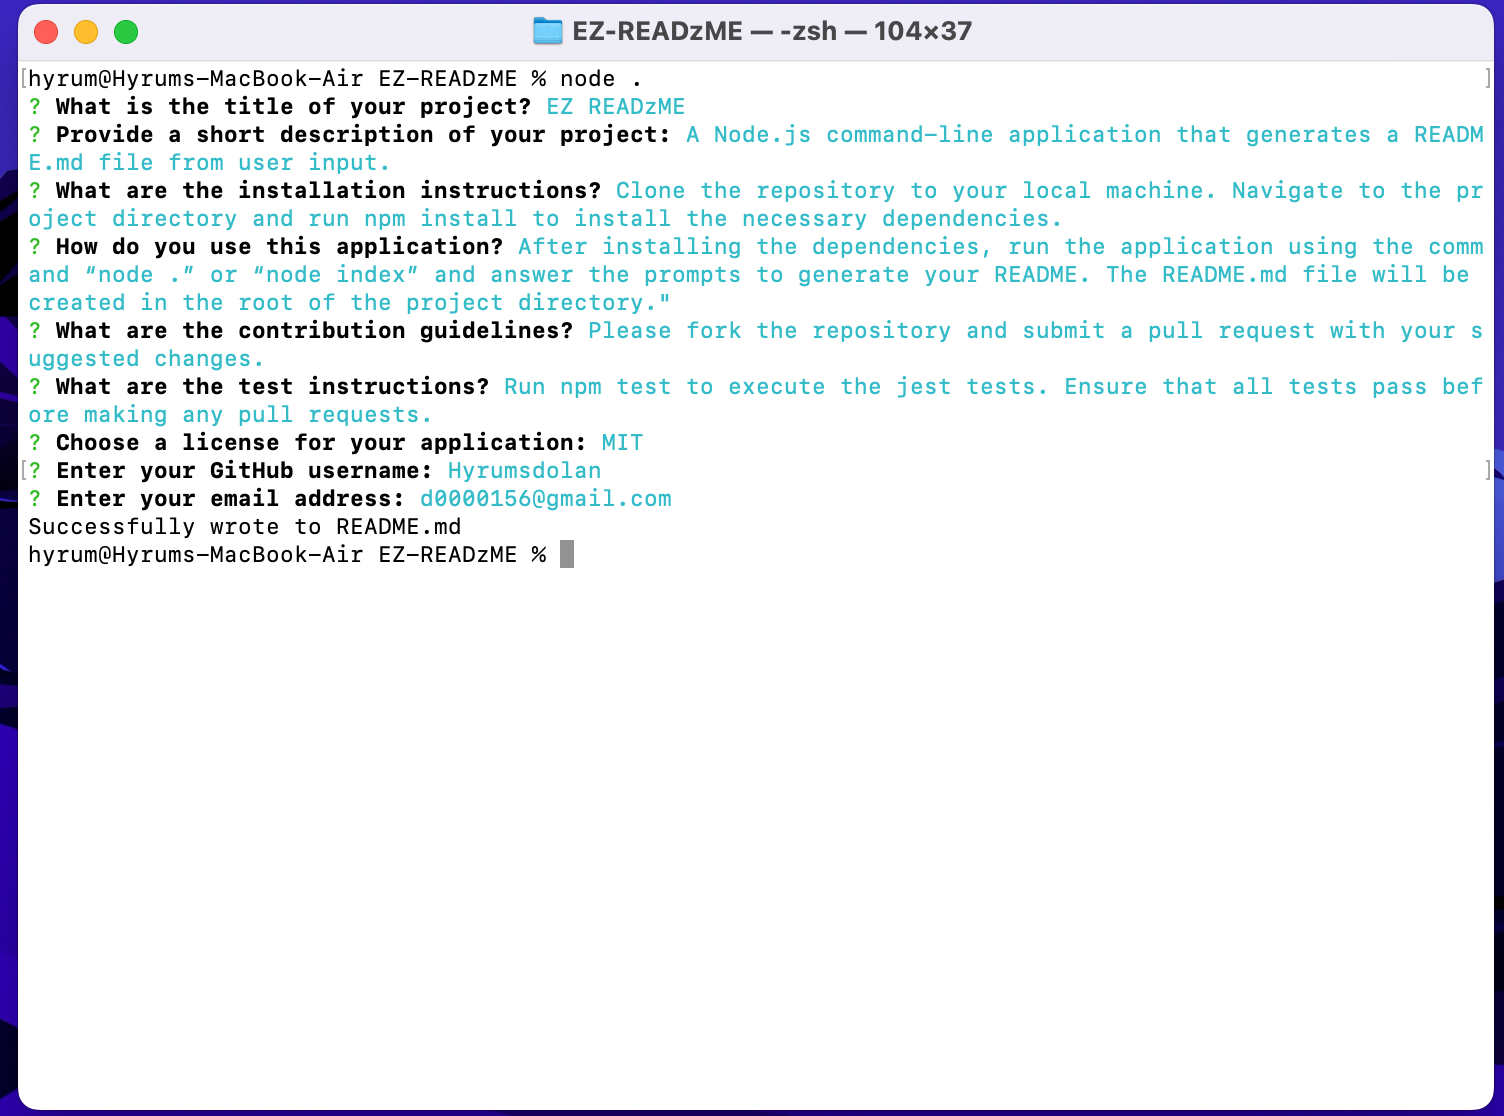 EZ-READzME — -zsh — 104×37
[hyrum@Hyrums-MacBook-Air EZ-READzME % node .]
? What is the title of your project? EZ READzME
? Provide a short description of your project: A Node.js command-line application that generates a READM
E.md file from user input.
? What are the installation instructions? Clone the repository to your local machine. Navigate to the pr
oject directory and run npm install to install the necessary dependencies.
? How do you use this application? After installing the dependencies, run the application using the comm
and “node .” or “node index” and answer the prompts to generate your README. The README.md file will be
created in the root of the project directory."
? What are the contribution guidelines? Please fork the repository and submit a pull request with your s
uggested changes.
? What are the test instructions? Run npm test to execute the jest tests. Ensure that all tests pass bef
ore making any pull requests.
? Choose a license for your application: MIT
[? Enter your GitHub username: Hyrumsdolan]
? Enter your email address: d0000156@gmail.com
Successfully wrote to README.md
hyrum@Hyrums-MacBook-Air EZ-READzME %